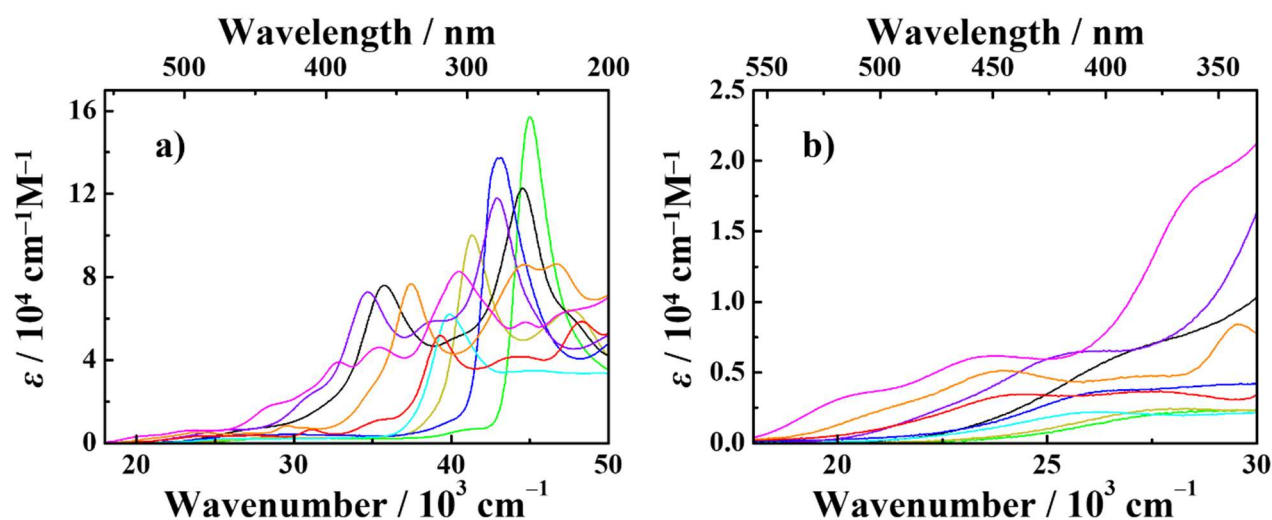 Wavelength / nm
500 400 300 200
16
12
8
4
0
ε / 10⁴ cm⁻¹M⁻¹
a)
20 30 40 50
Wavenumber / 10³ cm⁻¹
Wavelength / nm
550 500 450 400 350
2.5
2.0
1.5
1.0
0.5
0.0
ε / 10⁴ cm⁻¹M⁻¹
b)
20 25 30
Wavenumber / 10³ cm⁻¹